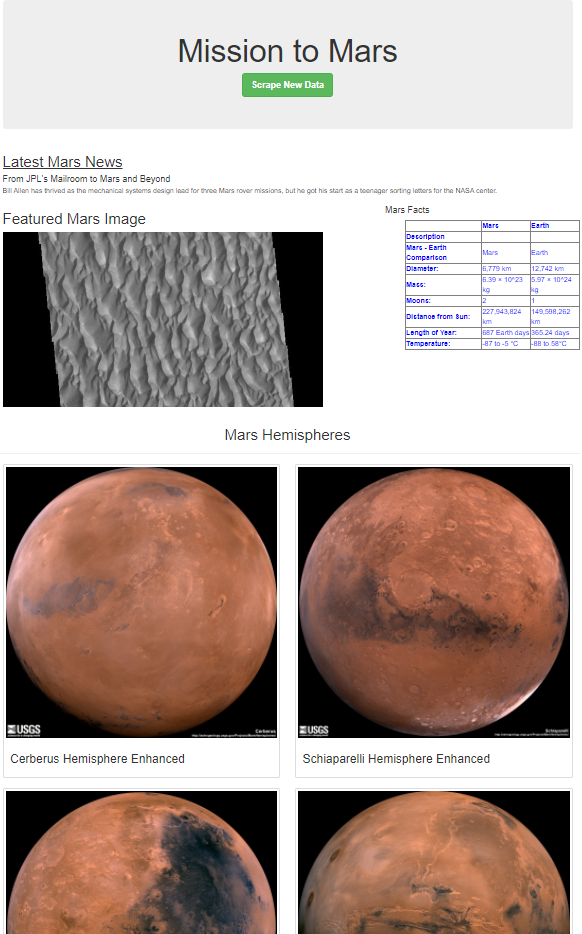 Mission to Mars
Scrape New Data
Latest Mars News
From JPL's Mailroom to Mars and Beyond
Bill Allen has thrived as the mechanical systems design lead for three Mars rover missions, but he got his start as a teenager sorting letters for the NASA center.
Featured Mars Image
Mars Facts
Mars Earth
Description
Mars - Earth
Comparison Mars Earth
Diameter: 6,779 km 12,742 km
Mass: 6.39 × 10^23 kg 5.97 × 10^24 kg
Moons: 2 1
Distance from Sun: 227,943,824 km 149,598,262 km
Length of Year: 687 Earth days 365.24 days
Temperature: -87 to -5 °C -88 to 58°C
Mars Hemispheres
USGS
Cerberus
USGS
Schiaparelli
Cerberus Hemisphere Enhanced
Schiaparelli Hemisphere Enhanced